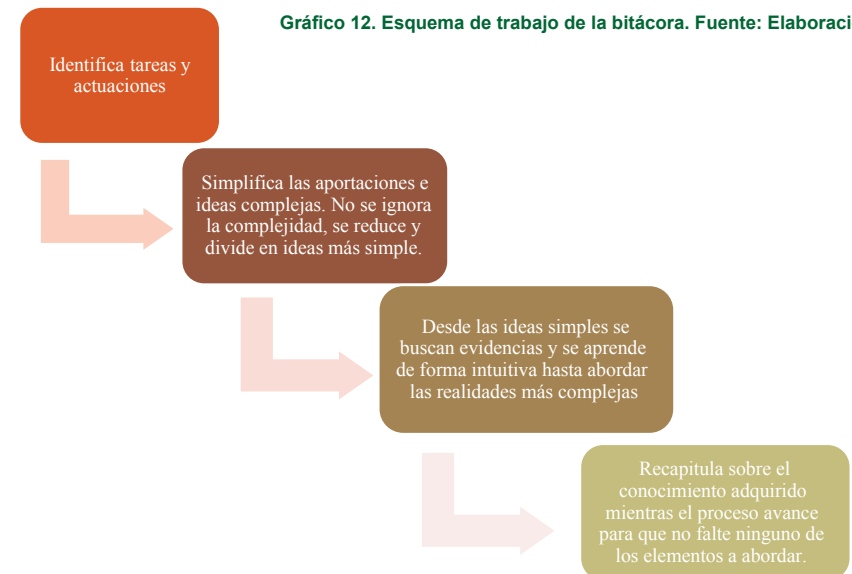 Gráfico 12. Esquema de trabajo de la bitácora. Fuente: Elaboraci
Identifica tareas y
actuaciones
Simplifica las aportaciones e
ideas complejas. No se ignora
la complejidad, se reduce y
divide en ideas más simple.
Desde las ideas simples se
buscan evidencias y se aprende
de forma intuitiva hasta abordar
las realidades más complejas
Recapitula sobre el
conocimiento adquirido
mientras el proceso avance
para que no falte ninguno de
los elementos a abordar.